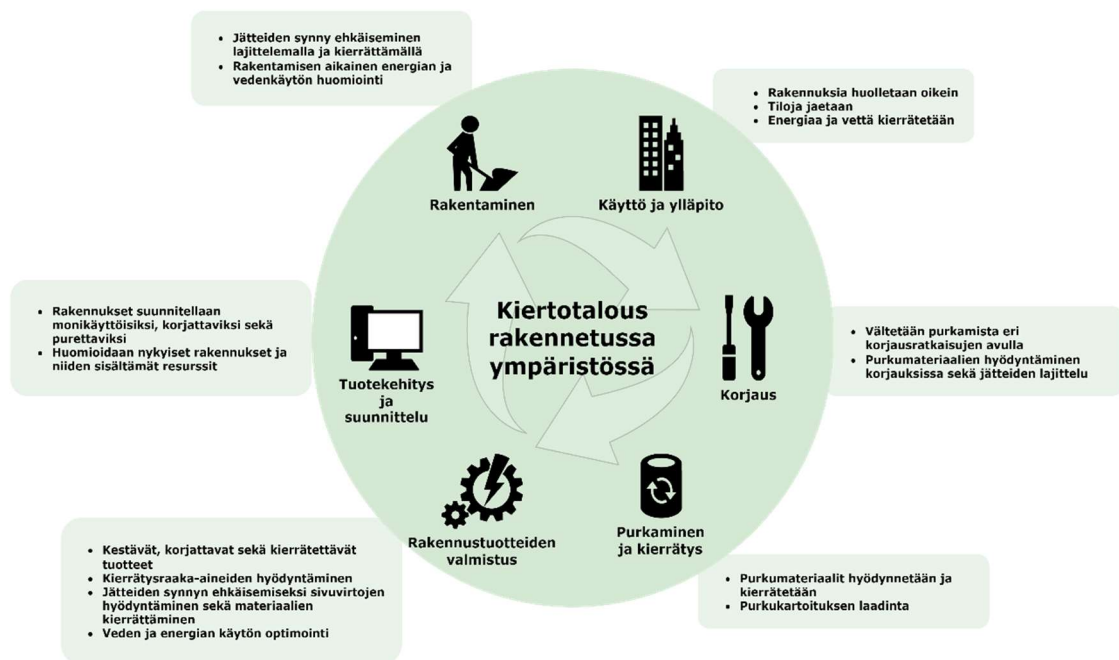 • Jätteiden synny ehkäiseminen
lajittelemalla ja kierrättämällä
• Rakentamisen aikainen energian ja
vedenkäytön huomiointi
• Rakennuksia huolletaan oikein
• Tiloja jaetaan
• Energiaa ja vettä kierrätetään
Rakentaminen
Käyttö ja ylläpito
• Rakennukset suunnitellaan
monikäyttöisiksi, korjattaviksi sekä
purettaviksi
• Huomioidaan nykyiset rakennukset ja
niiden sisältämät resurssit
Tuotekehitys
ja
suunnittelu
Kiertotalous
rakennetussa
ympäristössä
Korjaus
• Vältetään purkamista eri
korjausratkaisujen avulla
• Purkumateriaalien hyödyntäminen
korjauksissa sekä jätteiden lajittelu
Rakennustuotteiden
valmistus
Purkaminen
ja kierrätys
• Kestävät, korjattavat sekä kierrätettävät
tuotteet
• Kierrätysraaka-aineiden hyödyntäminen
• Jätteiden synnyn ehkäisemiseksi sivuvirtojen
hyödyntäminen sekä materiaalien
kierrättäminen
• Veden ja energian käytön optimointi
• Purkumateriaalit hyödynnetään ja
kierrätetään
• Purkukartoituksen laadinta